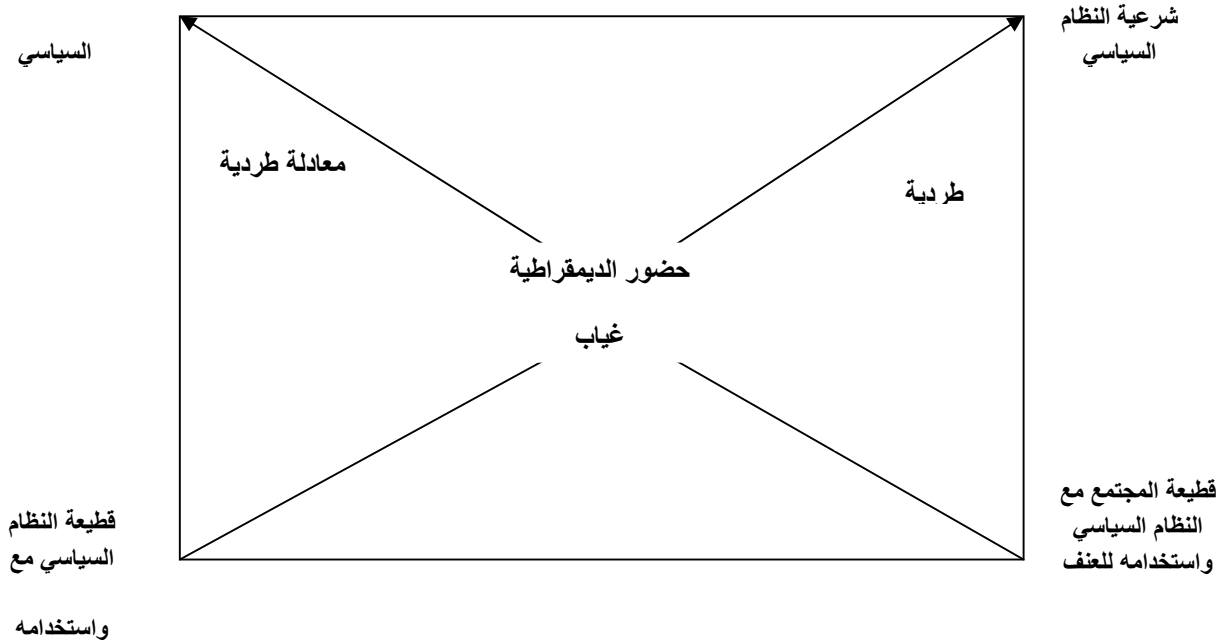 شرعية النظام
السياسي
السياسي
معادلة طردية
طردية
حضور الديمقراطية
غياب
قطيعة المجتمع مع
النظام السياسي
واستخدامه للعنف
قطيعة النظام
السياسي مع
واستخدامه